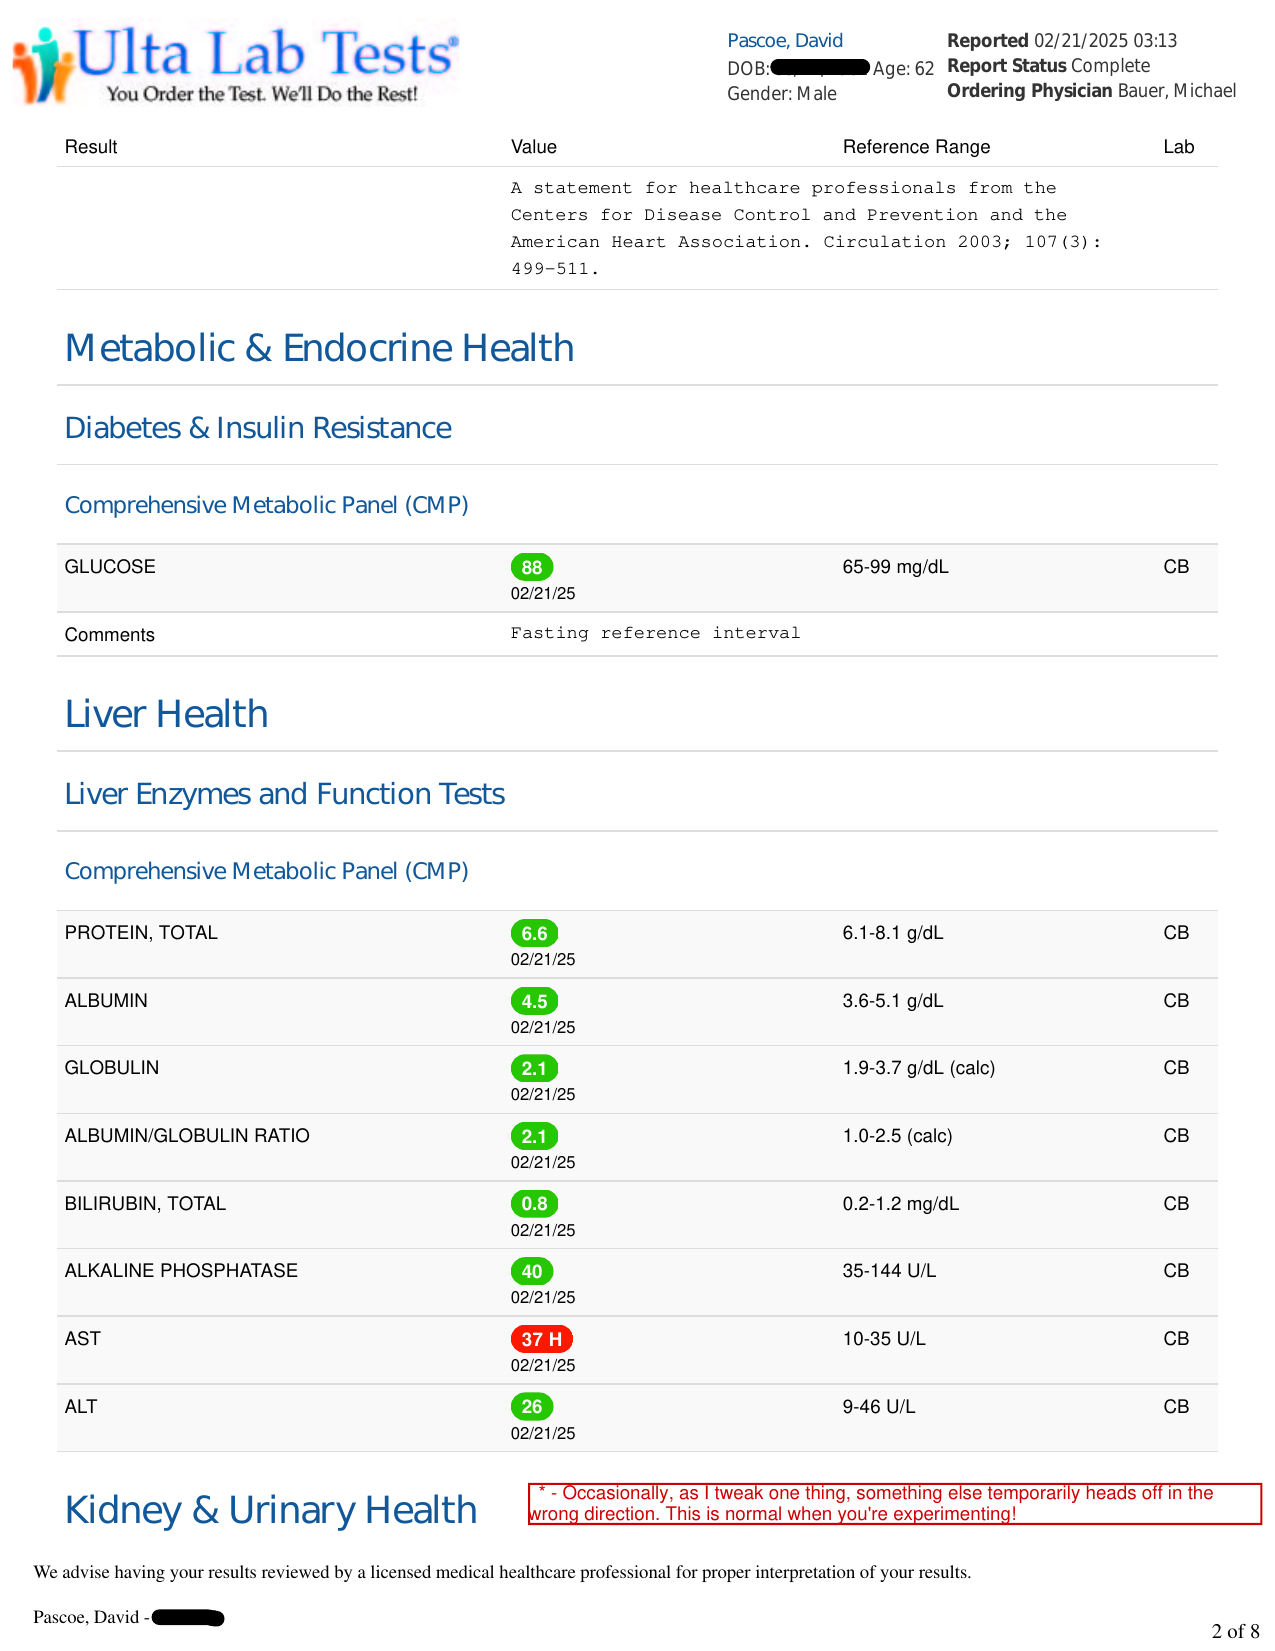 Ulta Lab Tests®
You Order the Test. We'll Do the Rest!
Pascoe, David
DOB: Age: 62
Gender: Male
Reported 02/21/2025 03:13
Report Status Complete
Ordering Physician Bauer, Michael
Result Value Reference Range Lab
A statement for healthcare professionals from the
Centers for Disease Control and Prevention and the
American Heart Association. Circulation 2003; 107(3):
499-511.
Metabolic & Endocrine Health
Diabetes & Insulin Resistance
Comprehensive Metabolic Panel (CMP)
GLUCOSE 88 65-99 mg/dL CB
02/21/25
Comments Fasting reference interval
Liver Health
Liver Enzymes and Function Tests
Comprehensive Metabolic Panel (CMP)
PROTEIN, TOTAL 6.6 6.1-8.1 g/dL CB
02/21/25
ALBUMIN 4.5 3.6-5.1 g/dL CB
02/21/25
GLOBULIN 2.1 1.9-3.7 g/dL (calc) CB
02/21/25
ALBUMIN/GLOBULIN RATIO 2.1 1.0-2.5 (calc) CB
02/21/25
BILIRUBIN, TOTAL 0.8 0.2-1.2 mg/dL CB
02/21/25
ALKALINE PHOSPHATASE 40 35-144 U/L CB
02/21/25
AST 37 H 10-35 U/L CB
02/21/25
ALT 26 9-46 U/L CB
02/21/25
Kidney & Urinary Health
* - Occasionally, as I tweak one thing, something else temporarily heads off in the
wrong direction. This is normal when you're experimenting!
We advise having your results reviewed by a licensed medical healthcare professional for proper interpretation of your results.
Pascoe, David -
2 of 8